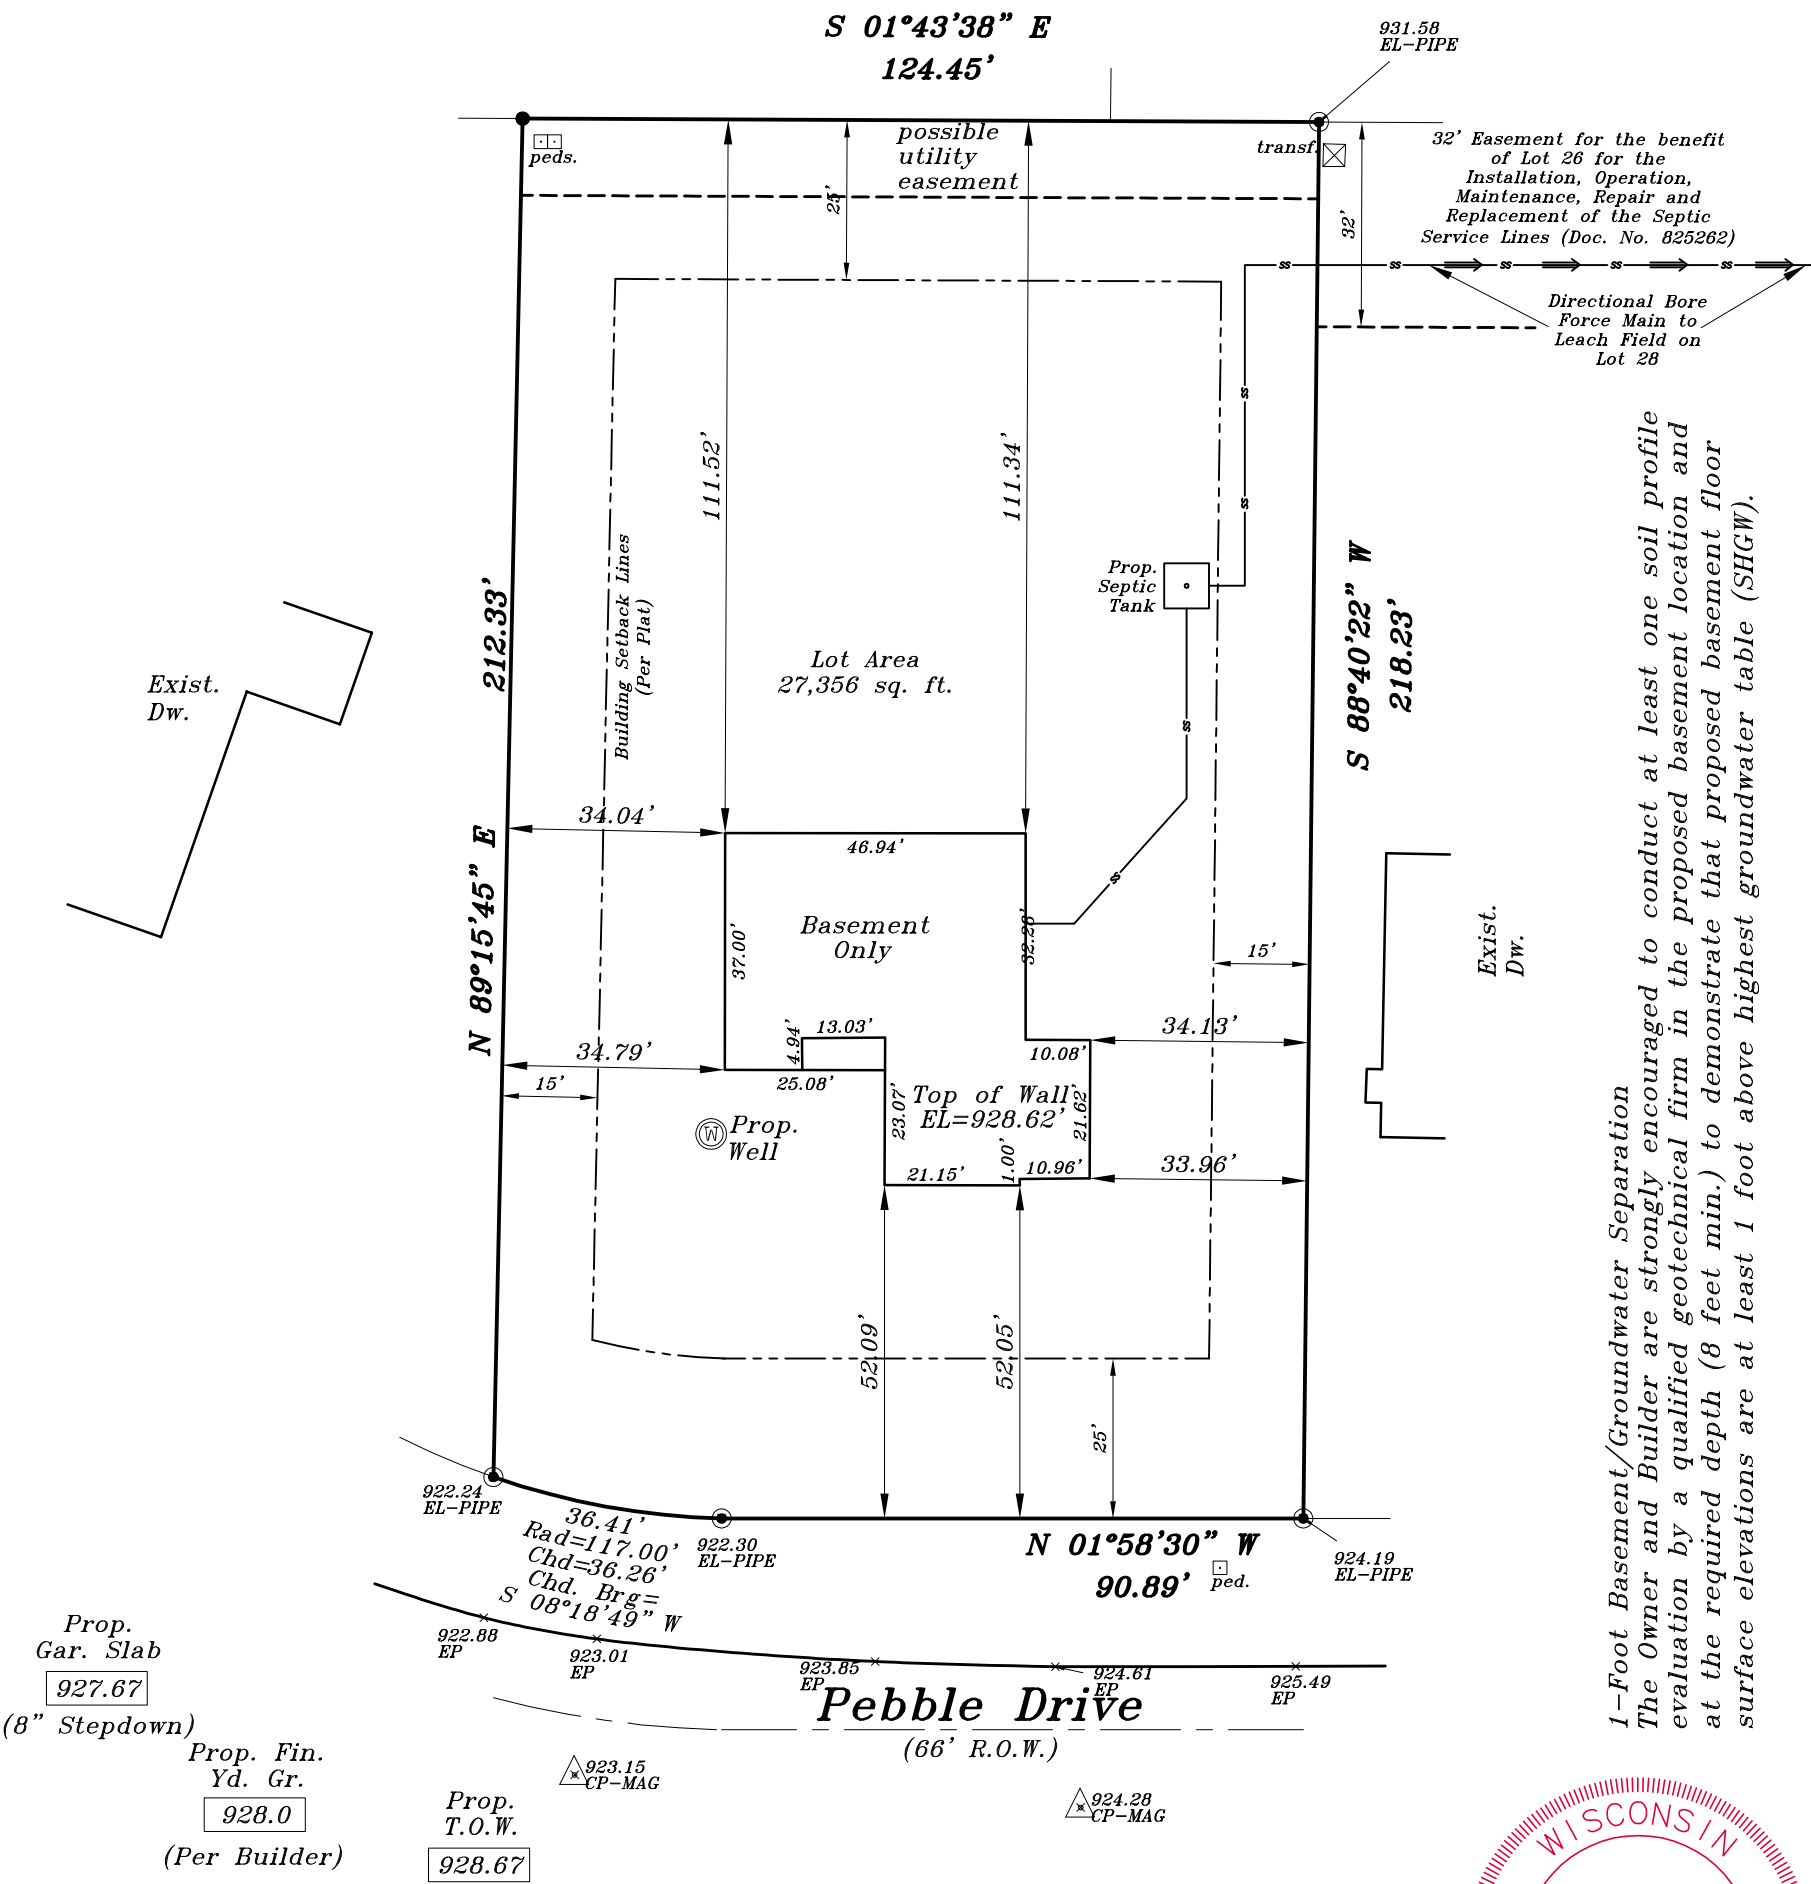 S 01°43'38" E
124.45'
931.58
EL-PIPE
peds.
possible
utility
easement
25'
transf.
32'
32' Easement for the benefit
of Lot 26 for the
Installation, Operation,
Maintenance, Repair and
Replacement of the Septic
Service Lines (Doc. No. 825262)
ss ss ss ss ss
Directional Bore
Force Main to
Leach Field on
Lot 28
ss
ss
111.52'
111.34'
Building Setback Lines
(Per Plat)
Prop.
Septic
Tank
Lot Area
27,356 sq. ft.
N 89°15'45" E 212.33'
S 88°40'22" W
218.23'
Exist.
Dw.
ss
34.04'
46.94'
ss
Basement
Only
37.00'
32.28'
15'
Exist.
Dw.
4.94'
13.03'
34.79'
25.08'
15'
34.13'
10.08'
Top of Wall
EL=928.62'
23.07'
21.62'
W
Prop.
Well
21.15'
1.00'
10.96'
33.96'
52.09'
52.05'
25'
922.24
EL-PIPE
36.41'
Rad=117.00'
Chd=36.26'
Chd. Brg=
S 08°18'49" W
922.30
EL-PIPE
N 01°58'30" W
90.89'
ped.
924.19
EL-PIPE
922.88
EP
923.01
EP
923.85
EP
924.61
EP
925.49
EP
Pebble Drive
(66' R.O.W.)
923.15
CP-MAG
924.28
CP-MAG
Prop.
Gar. Slab
927.67
(8" Stepdown)
Prop. Fin.
Yd. Gr.
928.0
(Per Builder)
Prop.
T.O.W.
928.67
1-Foot Basement/Groundwater Separation
The Owner and Builder are strongly encouraged to conduct at least one soil profile
evaluation by a qualified geotechnical firm in the proposed basement location and
at the required depth (8 feet min.) to demonstrate that proposed basement floor
surface elevations are at least 1 foot above highest groundwater table (SHGW).
WISCONSIN